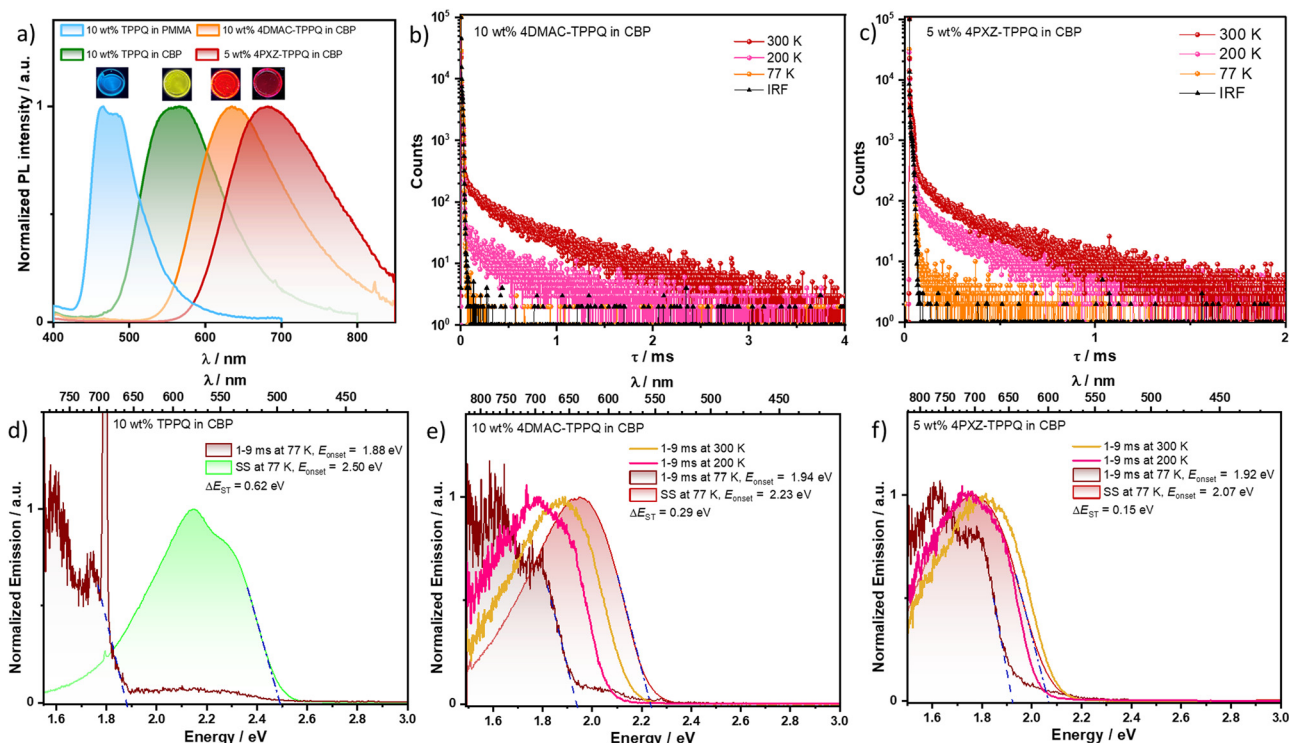 a)
10 wt% TPPQ in PMMA
10 wt% 4DMAC-TPPQ in CBP
10 wt% TPPQ in CBP
5 wt% 4PXZ-TPPQ in CBP
Normalized PL intensity / a.u.
1
0
400 500 600 700 800
λ / nm
b)
10 wt% 4DMAC-TPPQ in CBP
300 K
200 K
77 K
IRF
Counts
10⁵
10⁴
10³
10²
10¹
10⁰
0 1 2 3 4
τ / ms
c)
5 wt% 4PXZ-TPPQ in CBP
300 K
200 K
77 K
IRF
Counts
10⁵
10⁴
10³
10²
10¹
10⁰
0 1 2
τ / ms
d)
λ / nm
750 700 650 600 550 500 450
10 wt% TPPQ in CBP
1-9 ms at 77 K, Eonset = 1.88 eV
SS at 77 K, Eonset = 2.50 eV
ΔEST = 0.62 eV
Normalized Emission / a.u.
1
0
1.6 1.8 2.0 2.2 2.4 2.6 2.8 3.0
Energy / eV
e)
λ / nm
800 750 700 650 600 550 500 450
10 wt% 4DMAC-TPPQ in CBP
1-9 ms at 300 K
1-9 ms at 200 K
1-9 ms at 77 K, Eonset = 1.94 eV
SS at 77 K, Eonset = 2.23 eV
ΔEST = 0.29 eV
Normalized Emission / a.u.
1
0
1.6 1.8 2.0 2.2 2.4 2.6 2.8 3.0
Energy / eV
f)
λ / nm
800 750 700 650 600 550 500 450
5 wt% 4PXZ-TPPQ in CBP
1-9 ms at 300 K
1-9 ms at 200 K
1-9 ms at 77 K, Eonset = 1.92 eV
SS at 77 K, Eonset = 2.07 eV
ΔEST = 0.15 eV
Normalized Emission / a.u.
1
0
1.6 1.8 2.0 2.2 2.4 2.6 2.8 3.0
Energy / eV